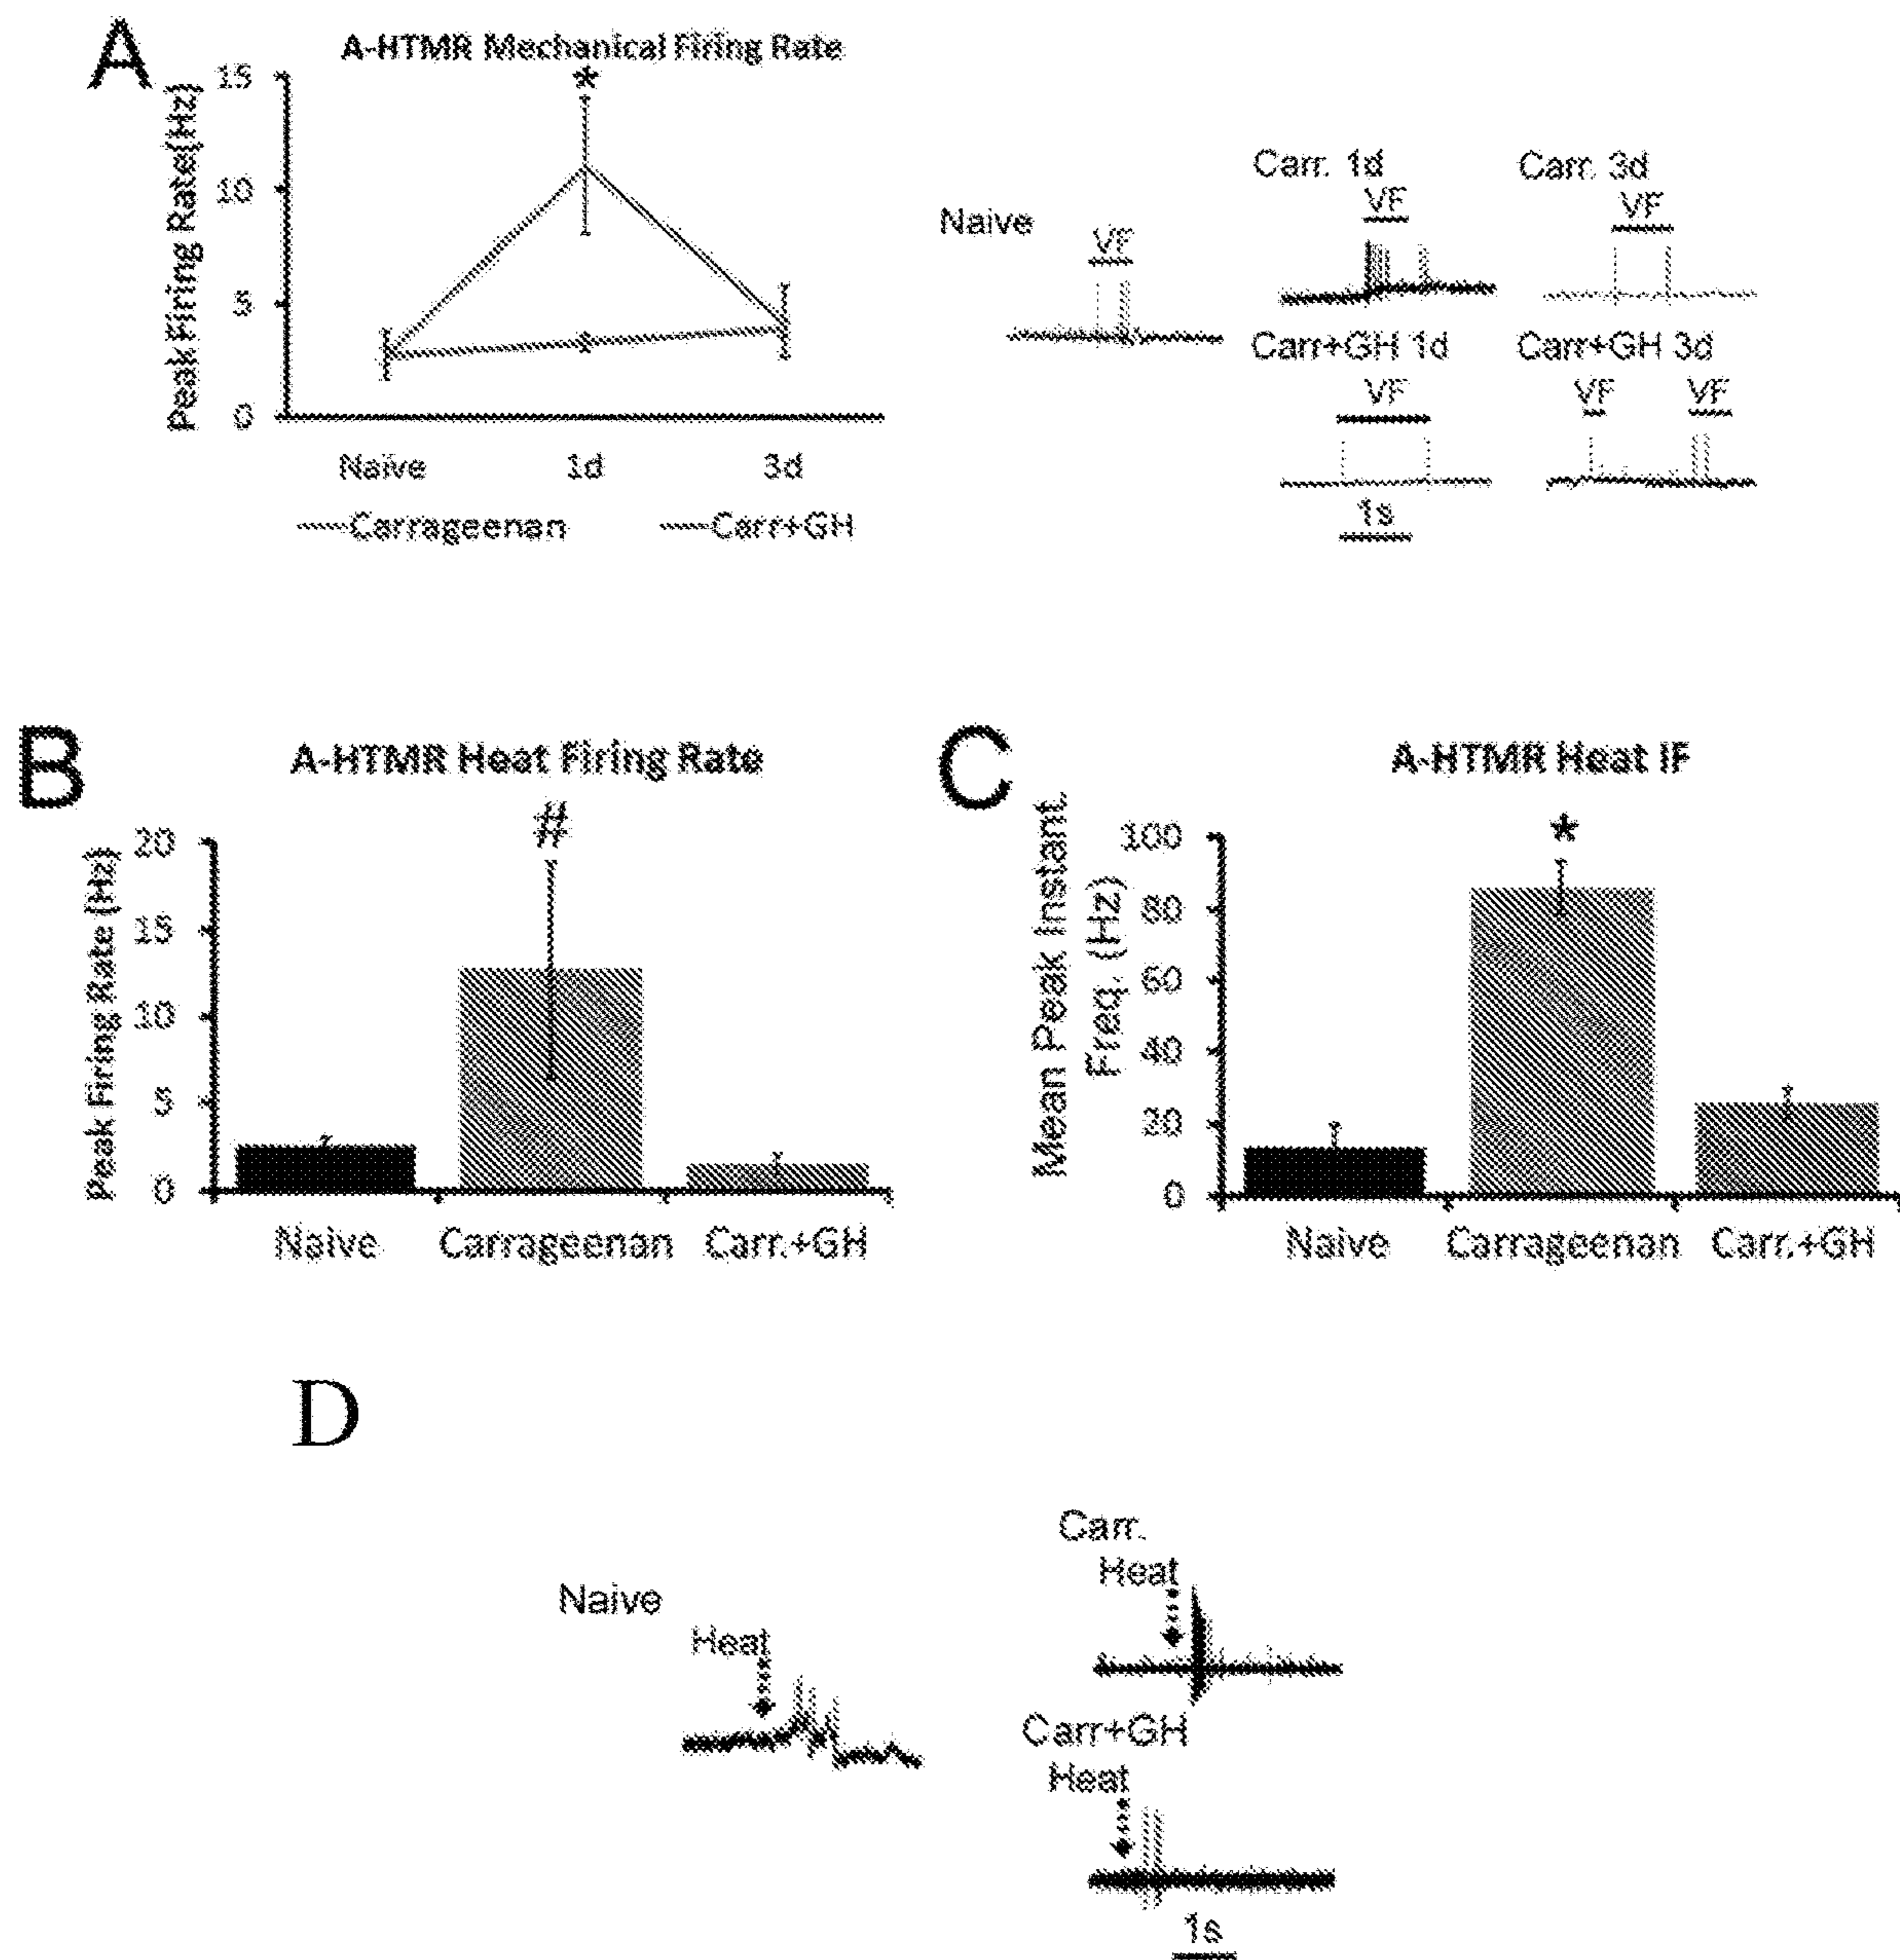 A
A-HTMR Mechanical Firing Rate
*
Peak Firing Rate(Hz)
15
10
5
0
Naive 1d 3d
Carrageenan Carr+GH
Naive
VF
Carr. 1d
VF
Carr. 3d
VF
Carr+GH 1d
VF
Carr+GH 3d
VF VF
1s
B
A-HTMR Heat Firing Rate
#
Peak Firing Rate (Hz)
20
15
10
5
0
Naive Carrageenan Carr.+GH
C
A-HTMR Heat IF
*
Mean Peak Instant.
Freq. (Hz)
100
80
60
40
20
0
Naive Carrageenan Carr.+GH
D
Naive
Heat
Carr.
Heat
Carr+GH
Heat
1s